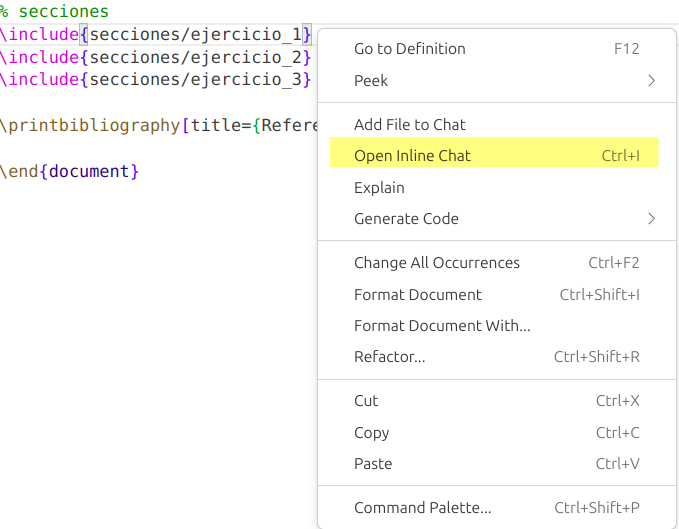 % secciones
\include{secciones/ejercicio_1}
\include{secciones/ejercicio_2}
\include{secciones/ejercicio_3}
\printbibliography[title={Refere
\end{document}
Go to Definition F12
Peek
Add File to Chat
Open Inline Chat Ctrl+I
Explain
Generate Code
Change All Occurrences Ctrl+F2
Format Document Ctrl+Shift+I
Format Document With...
Refactor... Ctrl+Shift+R
Cut Ctrl+X
Copy Ctrl+C
Paste Ctrl+V
Command Palette... Ctrl+Shift+P